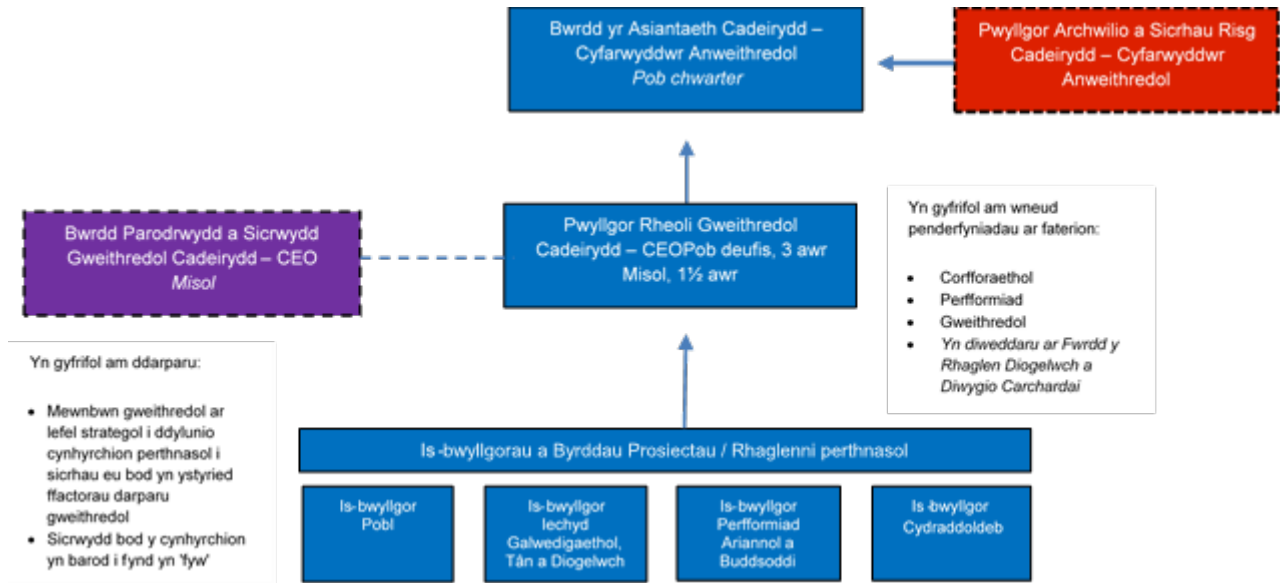 Bwrdd yr Asiantaeth Cadeirydd –
Cyfarwyddwr Anweithredol
Pob chwarter
Pwyllgor Archwilio a Sicrhau Risg
Cadeirydd – Cyfarwyddwr
Anweithredol
Bwrdd Parodrwydd a Sicrwydd
Gweithredol Cadeirydd – CEO
Misol
Pwyllgor Rheoli Gweithredol
Cadeirydd – CEOPob deufis, 3 awr
Misol, 1½ awr
Yn gyfrifol am wneud
penderfyniadau ar faterion:
• Corfforaethol
• Perfformiad
• Gweithredol
• Yn diweddaru ar Fwrdd y
Rhaglen Diogelwch a
Diwygio Carchardai
Yn gyfrifol am ddarparu:
• Mewnbwn gweithredol ar
lefel strategol i ddylunio
cynhyrchion perthnasol i
sicrhau eu bod yn ystyried
ffactorau darparu
gweithredol
• Sicrwydd bod y cynhyrchion
yn barod i fynd yn 'fyw'
Is-bwyllgorau a Byrddau Prosiectau / Rhaglenni perthnasol
Is-bwyllgor
Pobl
Is-bwyllgor
Iechyd
Galwedigaethol,
Tân a Diogelwch
Is-bwyllgor
Perfformiad
Ariannol a
Buddsoddi
Is-bwyllgor
Cydraddoldeb